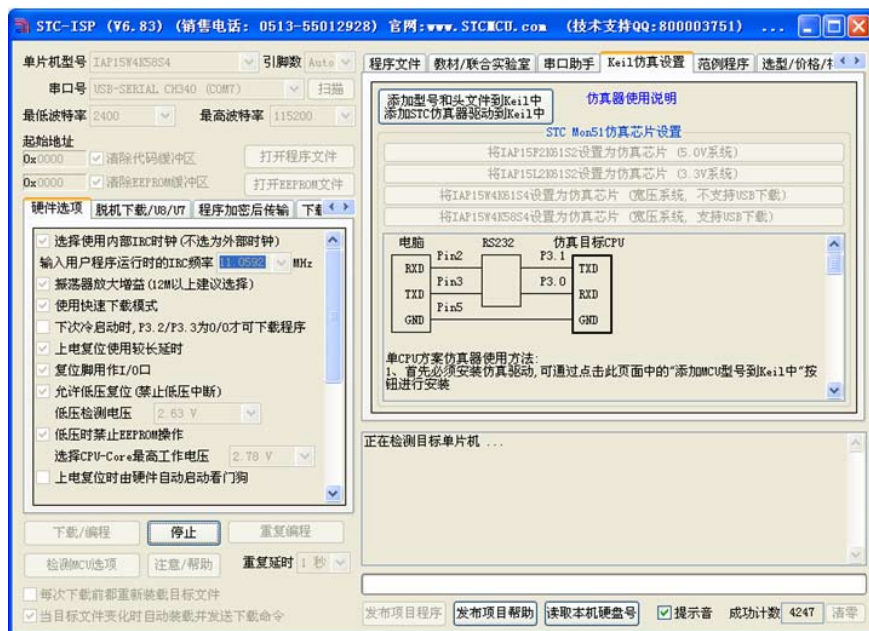 STC-ISP (V6.83) (销售电话: 0513-55012928) 官网:www.STCMCU.com (技术支持QQ:800003751) ...
单片机型号 IAP15W4K58S4 引脚数 Auto
串口号 USB-SERIAL CH340 (COM7) 扫描
最低波特率 2400 最高波特率 115200
起始地址
0x0000 清除代码缓冲区 打开程序文件
0x0000 清除EEPROM缓冲区 打开EEPROM文件
硬件选项 脱机下载/U8/U7 程序加密后传输 下载
选择使用内部IRC时钟(不选为外部时钟)
输入用户程序运行时的IRC频率 11.0592 MHz
振荡器放大增益(12M以上建议选择)
使用快速下载模式
下次冷启动时,P3.2/P3.3为0/0才可下载程序
上电复位使用较长延时
复位脚用作I/O口
允许低压复位(禁止低压中断)
低压检测电压 2.63 V
低压时禁止EEPROM操作
选择CPU-Core最高工作电压 2.78 V
上电复位时由硬件自动启动看门狗
下载/编程 停止 重复编程
检测MCU选项 注意/帮助 重复延时 1 秒
每次下载前都重新装载目标文件
当目标文件变化时自动装载并发送下载命令
程序文件 教材/联合实验室 串口助手 Keil仿真设置 范例程序 选型/价格/
添加型号和头文件到Keil中
添加STC仿真器驱动到Keil中
仿真器使用说明
STC Mon51仿真芯片设置
将IAP15F2K61S2设置为仿真芯片 (5.0V系统)
将IAP15L2K61S2设置为仿真芯片 (3.3V系统)
将IAP15W4K61S4设置为仿真芯片 (宽压系统, 不支持USB下载)
将IAP15W4K58S4设置为仿真芯片 (宽压系统, 支持USB下载)
电脑 RS232 仿真目标CPU
RXD Pin2 P3.1 TXD
TXD Pin3 P3.0 RXD
GND Pin5 GND
单CPU方案仿真器使用方法:
1、首先必须安装仿真驱动,可通过点击此页面中的"添加MCU型号到Keil中"按
钮进行安装
正在检测目标单片机 ...
发布项目程序 发布项目帮助 读取本机硬盘号 提示音 成功计数 4247 清零